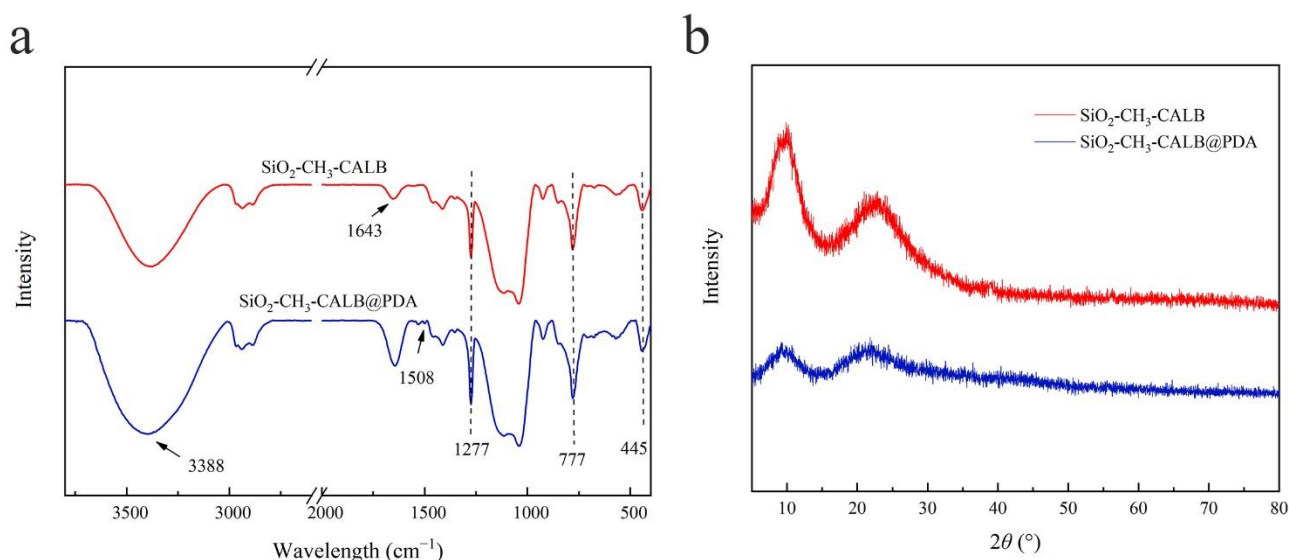 a
SiO₂-CH₃-CALB
1643
SiO₂-CH₃-CALB@PDA
1508
3388
1277
777
445
Intensity
3500
3000
2000
1500
1000
500
Wavelength (cm⁻¹)
b
SiO₂-CH₃-CALB
SiO₂-CH₃-CALB@PDA
Intensity
10
20
30
40
50
60
70
80
2θ (°)